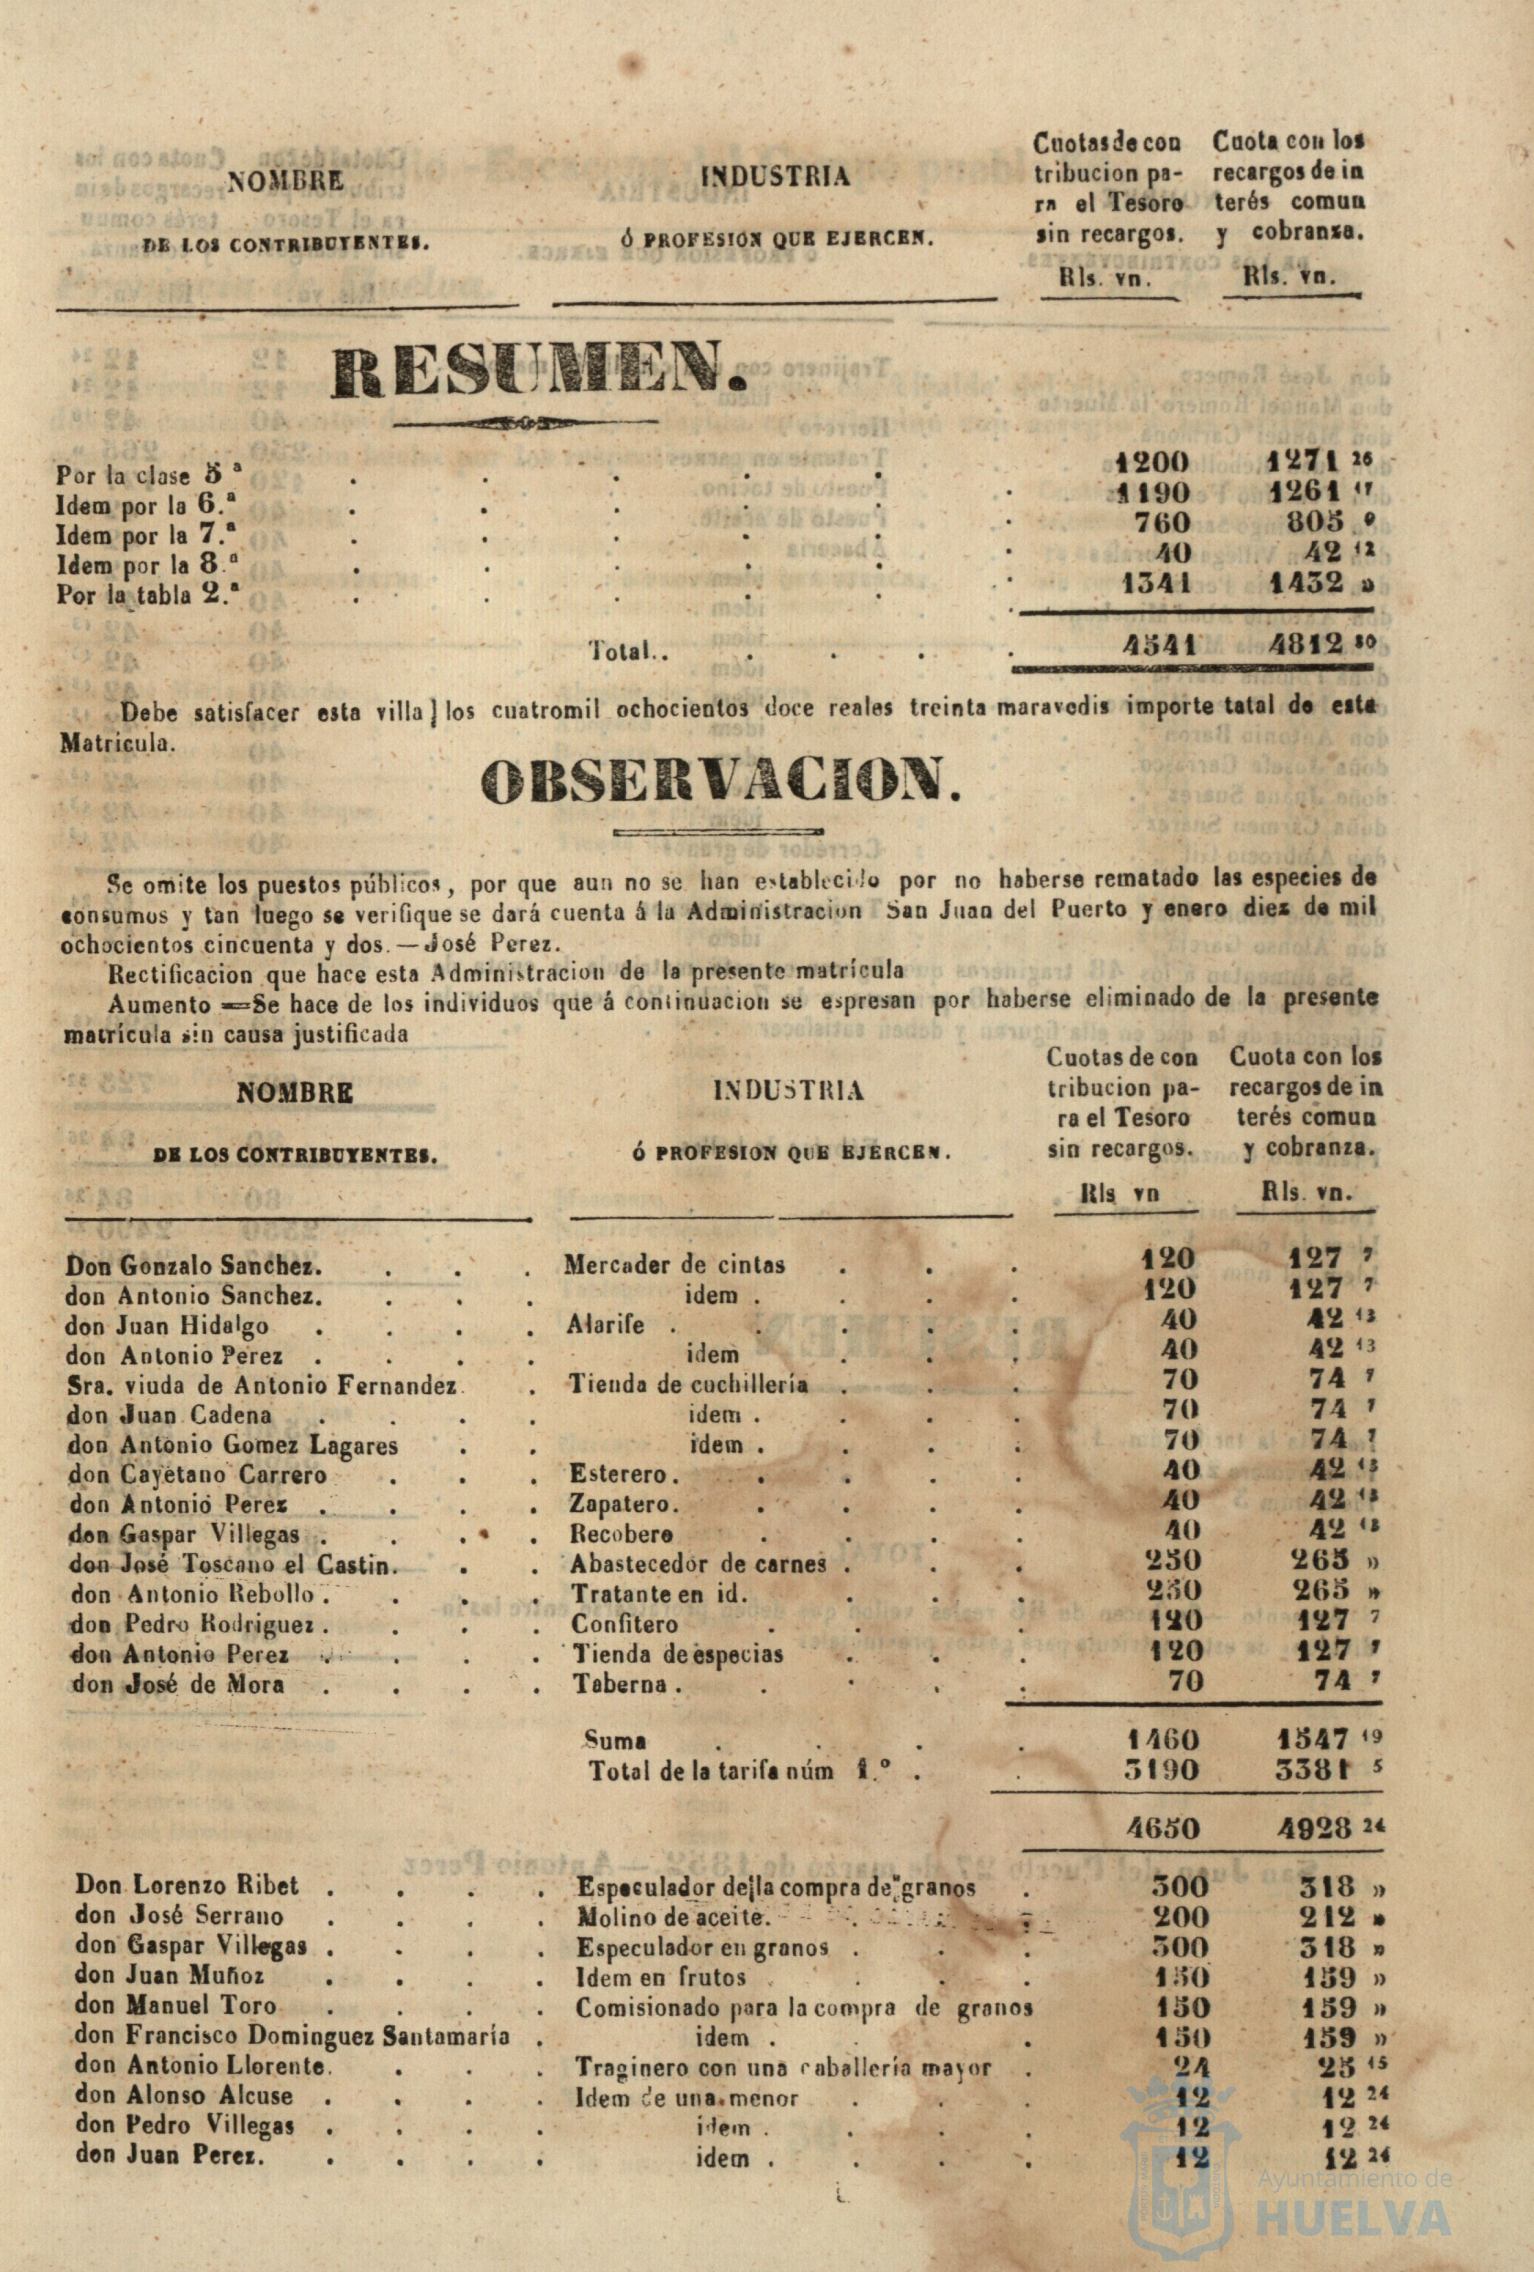 NOMBRE
DE LOS CONTRIBUYENTES.
INDUSTRIA
Ó PROFESION QUE EJERCEN.
Cuotas de con
tribucion pa-
ra el Tesoro
sin recargos.
Rls. vn.
Cuota con los
recargos de in
terés comun
y cobranza.
Rls. vn.
RESUMEN.
Por la clase 5.ª . . . . . 1200 1271 26
Idem por la 6.ª . . . . . . 1190 1261 17
Idem por la 7.ª . . . . . . 760 805 9
Idem por la 8.ª . . . . . . 40 42 12
Por la tabla 2.ª . . . . . . 1341 1432 »
Total. . . . . . 4541 4812 30
Debe satisfacer esta villa] los cuatromil ochocientos doce reales treinta maravedis importe tatal de esta
Matricula.
OBSERVACION.
Se omite los puestos públicos, por que aun no se han establecido por no haberse rematado las especies de
consumos y tan luego se verifique se dará cuenta á la Administracion San Juan del Puerto y enero diez de mil
ochocientos cincuenta y dos.—José Perez.
Rectificacion que hace esta Administracion de la presente matrícula
Aumento =Se hace de los individuos que á continuacion se espresan por haberse eliminado de la presente
matrícula sin causa justificada
NOMBRE
DE LOS CONTRIBUYENTES.
INDUSTRIA
Ó PROFESION QUE EJERCEN.
Cuotas de con
tribucion pa-
ra el Tesoro
sin recargos.
Rls vn
Cuota con los
recargos de in
terés comun
y cobranza.
Rls. vn.
Don Gonzalo Sanchez. . . . Mercader de cintas . . . 120 127 7
don Antonio Sanchez. . . . idem . . . . 120 127 7
don Juan Hidalgo . . . . Alarife . . . . . 40 42 13
don Antonio Perez . . . . idem . . . 40 42 13
Sra. viuda de Antonio Fernandez . . Tienda de cuchillería . . . 70 74 7
don Juan Cadena . . . . idem . . . . 70 74 7
don Antonio Gomez Lagares . . idem . . . . 70 74 7
don Cayetano Carrero . . . Esterero. . . . . 40 42 13
don Antonio Perez . . . . Zapatero. . . . . 40 42 13
don Gaspar Villegas . . . . Recobero . . . . 40 42 13
don José Toscano el Castin. . . Abastecedor de carnes . . . 250 265 »
don Antonio Rebollo . . . . Tratante en id. . . . 250 265 »
don Pedro Rodriguez . . . . Confitero . . . 120 127 7
don Antonio Perez . . . . Tienda de especias . . . 120 127 7
don José de Mora . . . . Taberna . . . . . 70 74 7
Suma . . . . 1460 1547 19
Total de la tarifa núm 1.º . . 3190 3381 5
4650 4928 24
Don Lorenzo Ribet . . . . Especulador de|la compra de granos . 300 318 »
don José Serrano . . . . Molino de aceite. . . . 200 212 »
don Gaspar Villegas . . . . Especulador en granos . . . 300 318 »
don Juan Muñoz . . . . Idem en frutos . . . . 150 159 »
don Manuel Toro . . . . Comisionado para la compra de granos 150 159 »
don Francisco Dominguez Santamaría . idem . . . 150 159 »
don Antonio Llorente. . . . Traginero con una caballería mayor . 24 25 15
don Alonso Alcuse . . . . Idem de una menor . . . 12 12 24
don Pedro Villegas . . . . idem . . . . 12 12 24
don Juan Perez. . . . . idem . . . . 12 12 24
Ayuntamiento de
HUELVA